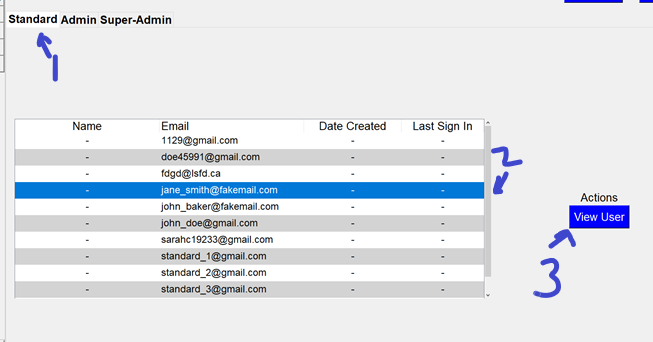 Standard Admin Super-Admin
1
Name Email Date Created Last Sign In
- 1129@gmail.com - -
- doe45991@gmail.com - -
- fdgd@lsfd.ca - -
- jane_smith@fakemail.com - -
- john_baker@fakemail.com - -
- john_doe@gmail.com - -
- sarahc19233@gmail.com - -
- standard_1@gmail.com - -
- standard_2@gmail.com - -
- standard_3@gmail.com - -
2
Actions
View User
3